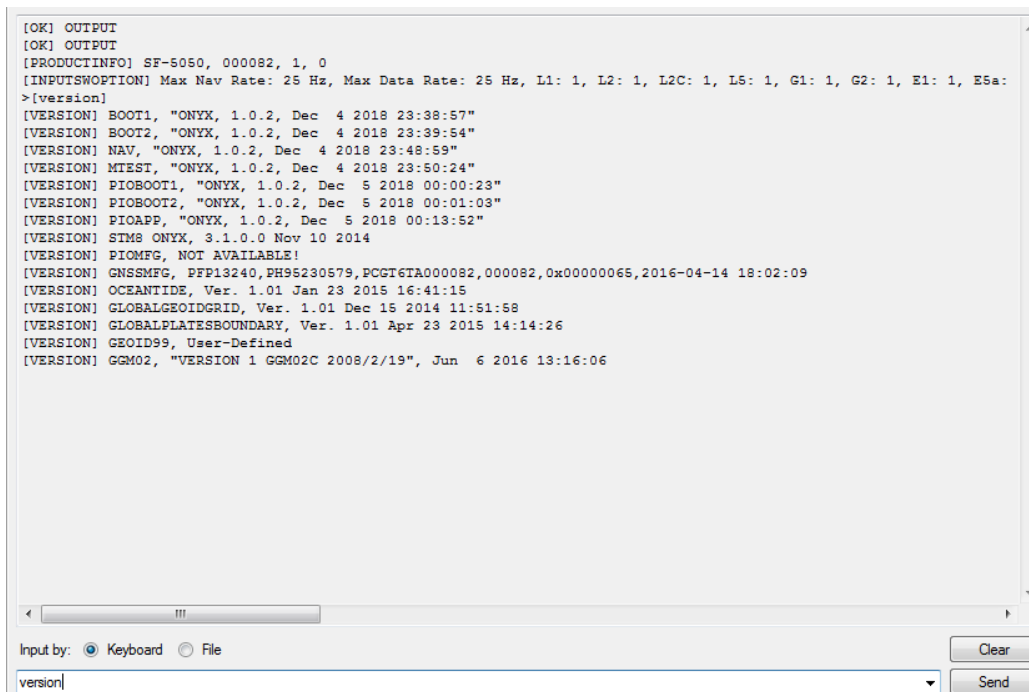 [OK] OUTPUT
[OK] OUTPUT
[PRODUCTINFO] SF-5050, 000082, 1, 0
[INPUTSWOPTION] Max Nav Rate: 25 Hz, Max Data Rate: 25 Hz, L1: 1, L2: 1, L2C: 1, L5: 1, G1: 1, G2: 1, E1: 1, E5a:
>[version]
[VERSION] BOOT1, "ONYX, 1.0.2, Dec  4 2018 23:38:57"
[VERSION] BOOT2, "ONYX, 1.0.2, Dec  4 2018 23:39:54"
[VERSION] NAV, "ONYX, 1.0.2, Dec  4 2018 23:48:59"
[VERSION] MTEST, "ONYX, 1.0.2, Dec  4 2018 23:50:24"
[VERSION] PIOBOOT1, "ONYX, 1.0.2, Dec  5 2018 00:00:23"
[VERSION] PIOBOOT2, "ONYX, 1.0.2, Dec  5 2018 00:01:03"
[VERSION] PIOAPP, "ONYX, 1.0.2, Dec  5 2018 00:13:52"
[VERSION] STM8 ONYX, 3.1.0.0 Nov 10 2014
[VERSION] PIOMFG, NOT AVAILABLE!
[VERSION] GNSSMFG, PFP13240,PH95230579,PCGT6TA000082,000082,0x00000065,2016-04-14 18:02:09
[VERSION] OCEANTIDE, Ver. 1.01 Jan 23 2015 16:41:15
[VERSION] GLOBALGEOIDGRID, Ver. 1.01 Dec 15 2014 11:51:58
[VERSION] GLOBALPLATESBOUNDARY, Ver. 1.01 Apr 23 2015 14:14:26
[VERSION] GEOID99, User-Defined
[VERSION] GGM02, "VERSION 1 GGM02C 2008/2/19", Jun  6 2016 13:16:06
Input by: Keyboard File Clear
version Send